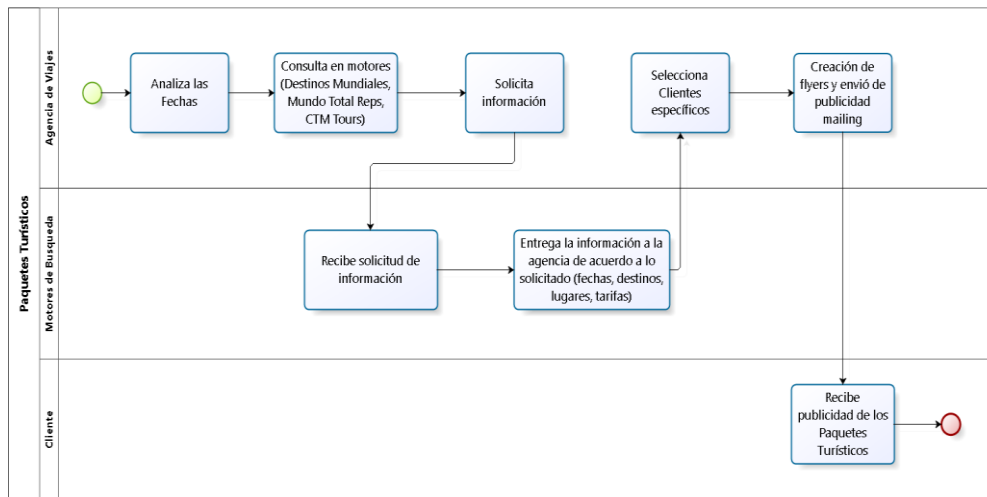 Paquetes Turísticos
Agencia de Viajes
Analiza las
Fechas
Consulta en motores
(Destinos Mundiales,
Mundo Total Reps,
CTM Tours)
Solicita
información
Selecciona
Clientes
específicos
Creación de
flyers y envió de
publicidad
mailing
Motores de Busqueda
Recibe solicitud de
información
Entrega la información a la
agencia de acuerdo a lo
solicitado (fechas, destinos,
lugares, tarifas)
Cliente
Recibe
publicidad de los
Paquetes
Turísticos